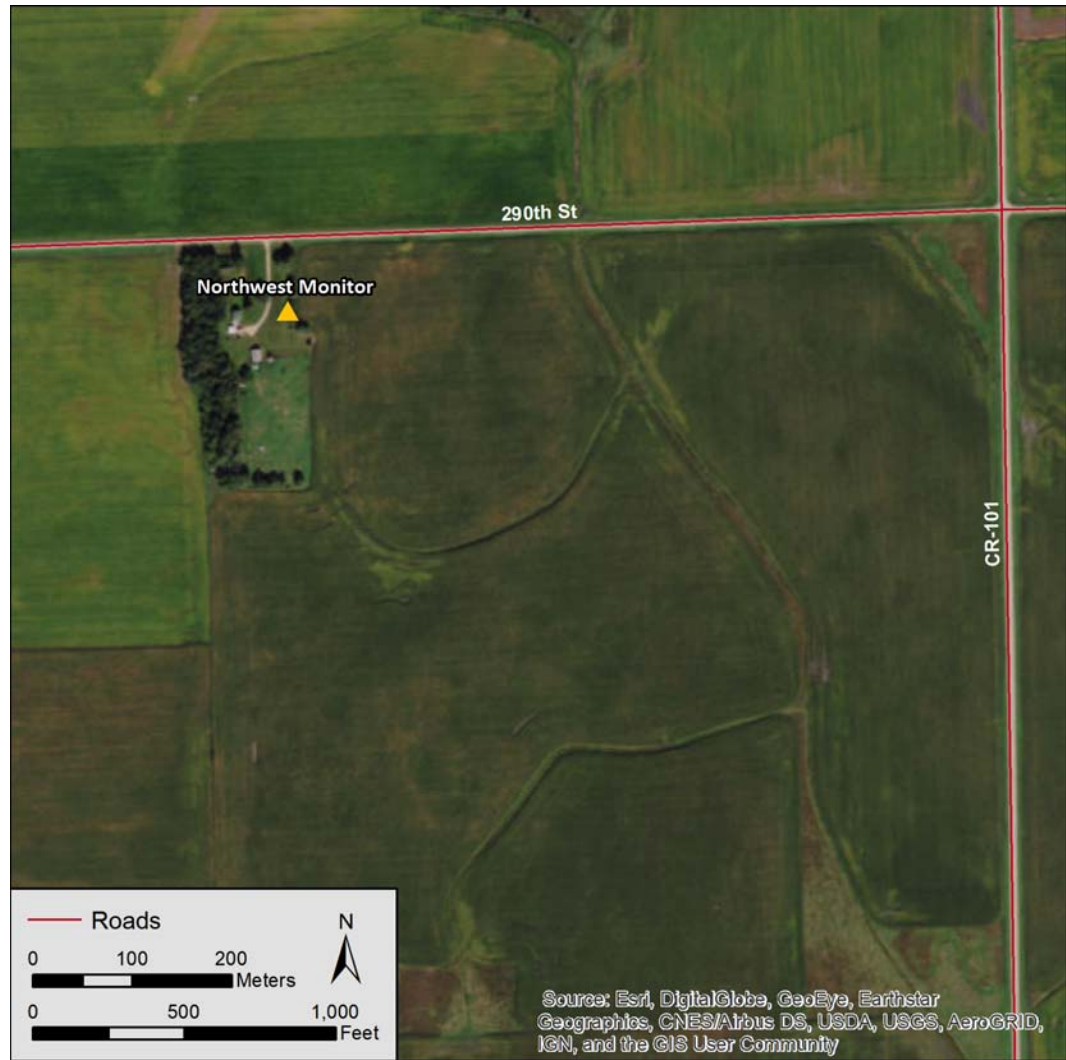 290th St
Northwest Monitor
CR-101
Roads
N
0 100 200
Meters
0 500 1,000
Feet
Source: Esri, DigitalGlobe, GeoEye, Earthstar
Geographics, CNES/Airbus DS, USDA, USGS, AeroGRID,
IGN, and the GIS User Community